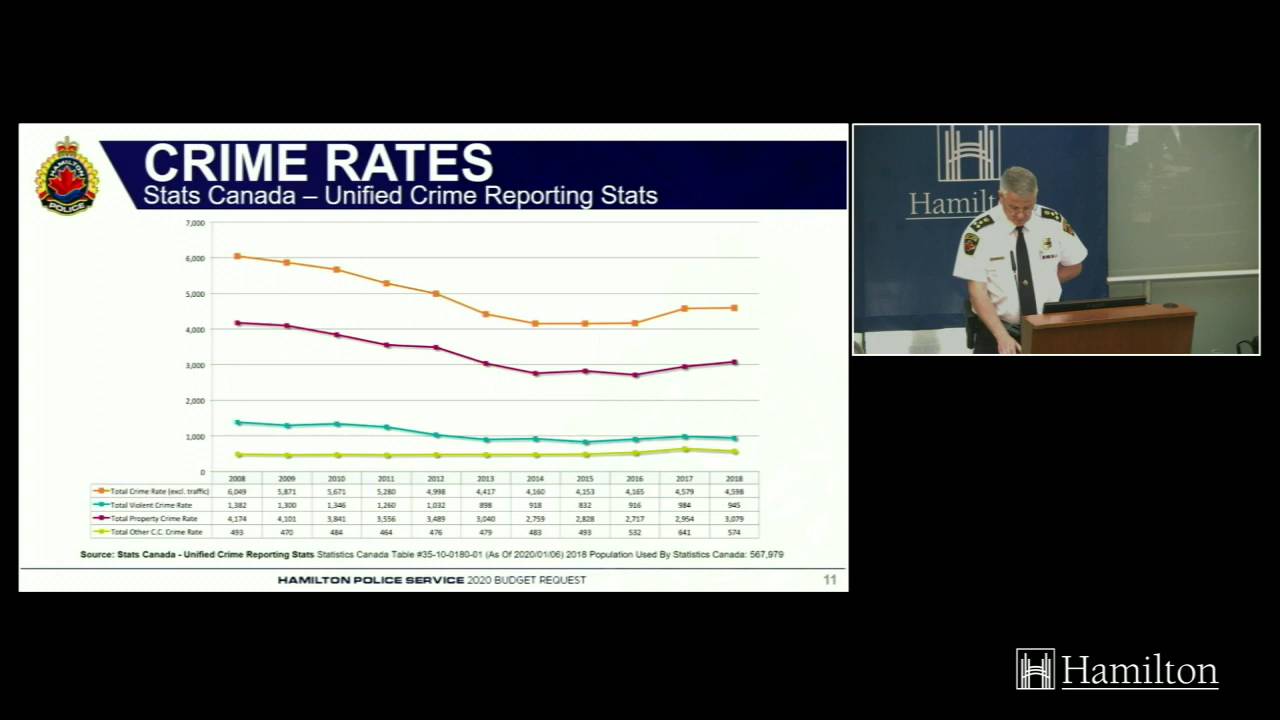 CRIME RATES
Stats Canada – Unified Crime Reporting Stats
HAMILTON
POLICE
7,000
6,000
5,000
4,000
3,000
2,000
1,000
0
2008 2009 2010 2011 2012 2013 2014 2015 2016 2017 2018
Total Crime Rate (excl. traffic) 6,049 5,871 5,671 5,280 4,998 4,417 4,160 4,153 4,165 4,579 4,598
Total Violent Crime Rate 1,382 1,300 1,346 1,260 1,032 898 918 832 916 984 945
Total Property Crime Rate 4,174 4,101 3,841 3,556 3,489 3,040 2,759 2,828 2,717 2,954 3,079
Total Other C.C. Crime Rate 493 470 484 464 476 479 483 493 532 641 574
Source: Stats Canada - Unified Crime Reporting Stats Statistics Canada Table #35-10-0180-01 (As Of 2020/01/06) 2018 Population Used By Statistics Canada: 567,979
HAMILTON POLICE SERVICE 2020 BUDGET REQUEST
11
Hamilt
Hamilton